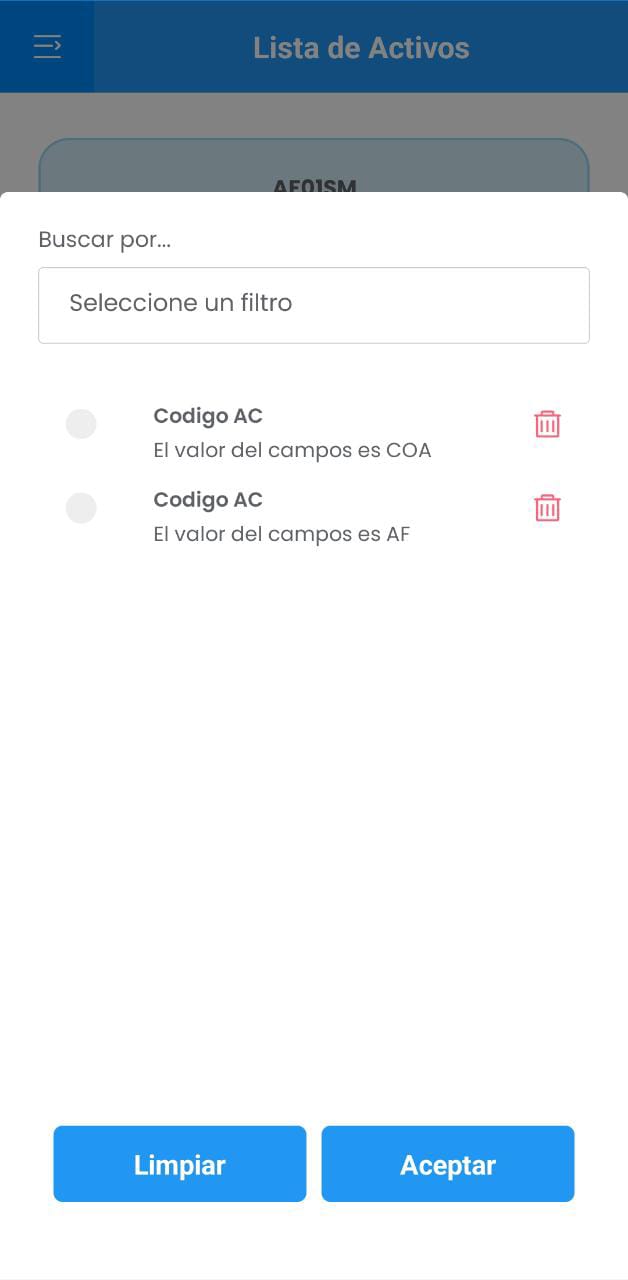 Lista de Activos
AF01SM
Buscar por...
Seleccione un filtro
Codigo AC
El valor del campos es COA
Codigo AC
El valor del campos es AF
Limpiar
Aceptar